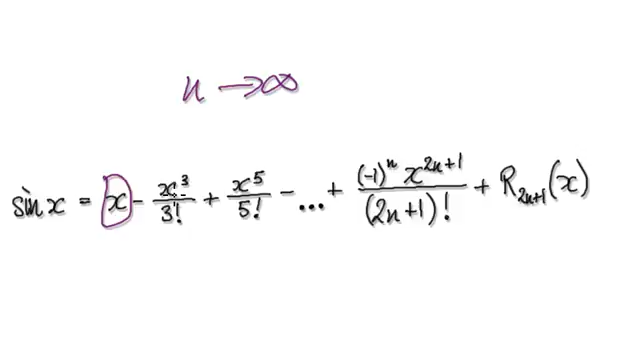 n → ∞
sin x = x - x³/3! + x⁵/5! - ... + (-1)ⁿ x²ⁿ⁺¹/(2n+1)! + R₂ₙ₊₁(x)